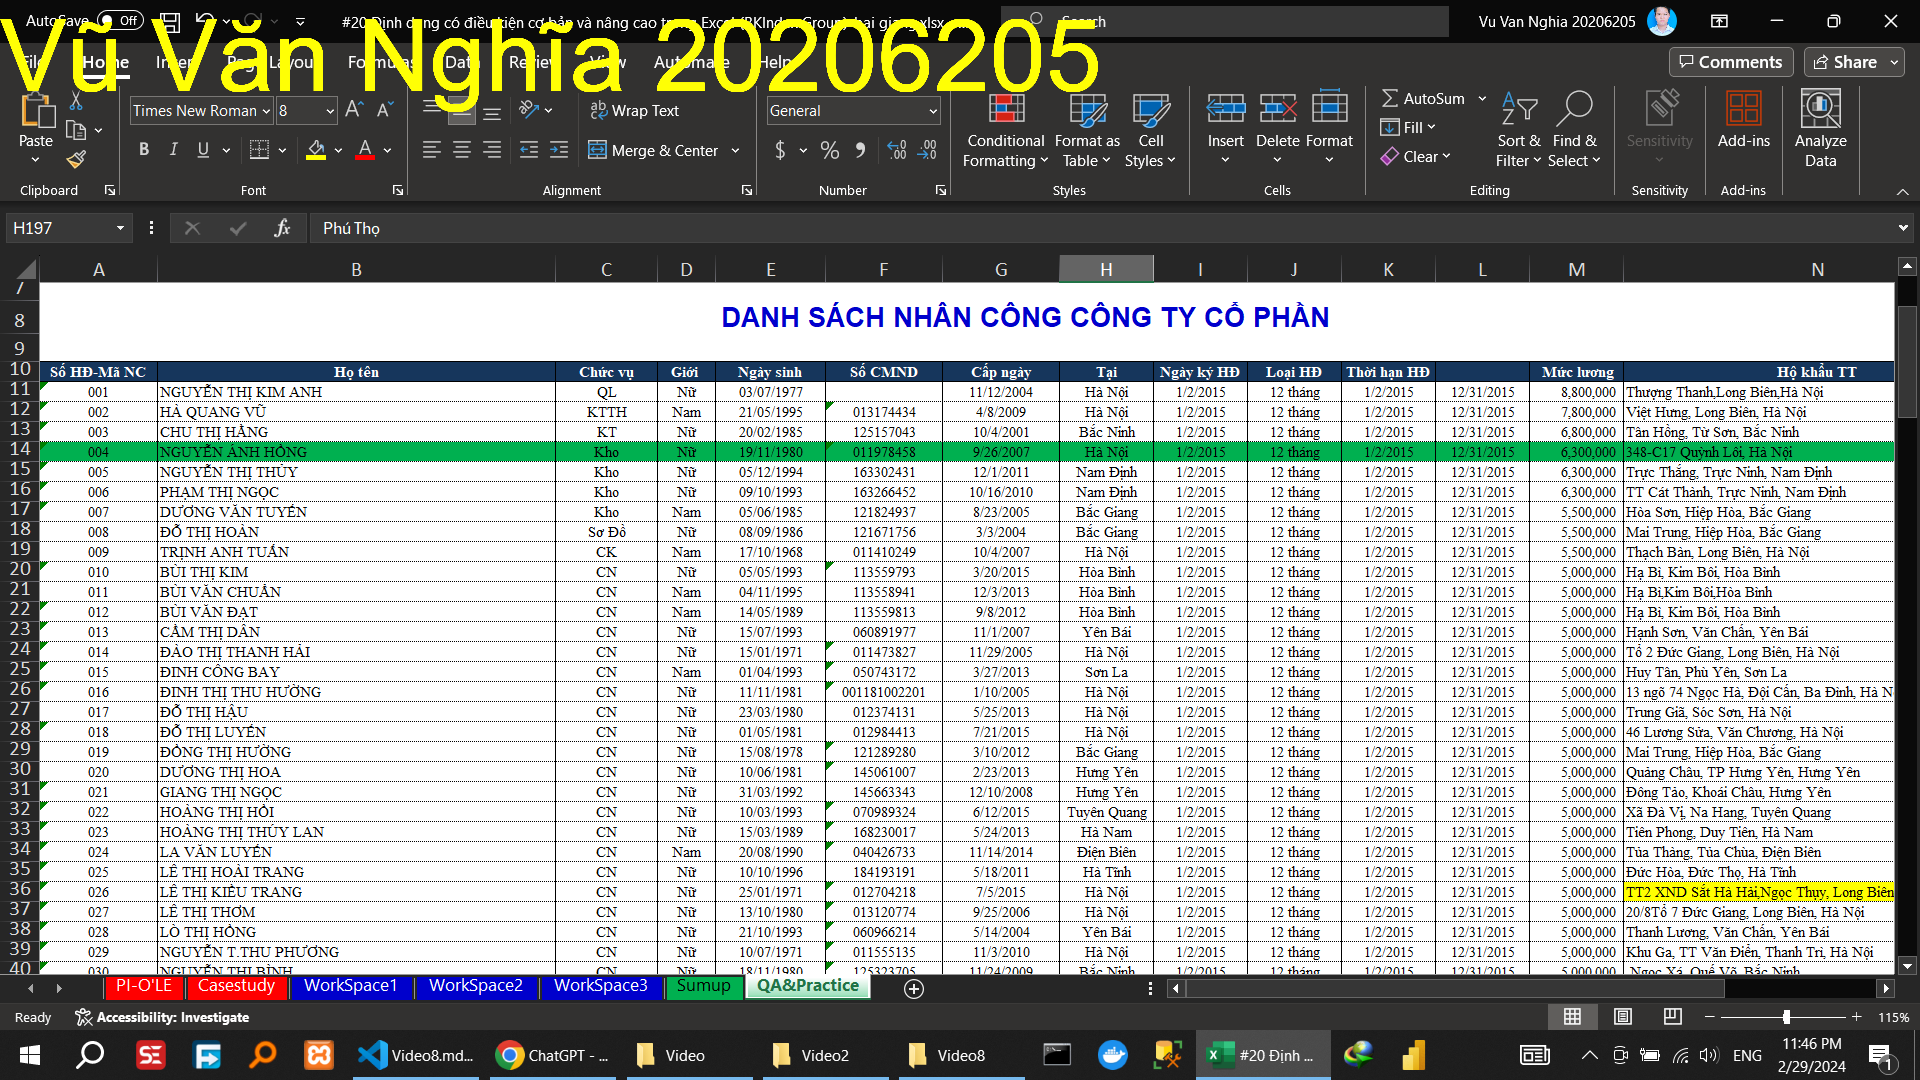 AutoSave Off #20 Định dạng có điều kiện cơ bản và nâng cao trong Excel Search Vu Van Nghia 20206205
Vũ Văn Nghĩa 20206205
File Home Insert Page Layout Formulas Data Review View Automate Help Comments Share
Paste Times New Roman 8 Wrap Text General Conditional Formatting Format as Table Cell Styles Insert Delete Format AutoSum Fill Clear Sort & Filter Find & Select Sensitivity Add-ins Analyze Data
B I U Merge & Center $ %
Clipboard Font Alignment Number Styles Cells Editing Sensitivity Add-ins
H197 fx Phú Thọ
A B C D E F G H I J K L M N
7
8 DANH SÁCH NHÂN CÔNG CÔNG TY CỔ PHẦN
9
10 Số HĐ-Mã NC Họ tên Chức vụ Giới Ngày sinh Số CMND Cấp ngày Tại Ngày ký HĐ Loại HĐ Thời hạn HĐ Mức lương Hộ khẩu TT
11 001 NGUYỄN THỊ KIM ANH QL Nữ 03/07/1977 11/12/2004 Hà Nội 1/2/2015 12 tháng 1/2/2015 12/31/2015 8,800,000 Thượng Thanh,Long Biên,Hà Nội
12 002 HÀ QUANG VŨ KTTH Nam 21/05/1995 013174434 4/8/2009 Hà Nội 1/2/2015 12 tháng 1/2/2015 12/31/2015 7,800,000 Việt Hưng, Long Biên, Hà Nội
13 003 CHU THỊ HẰNG KT Nữ 20/02/1985 125157043 10/4/2001 Bắc Ninh 1/2/2015 12 tháng 1/2/2015 12/31/2015 6,800,000 Tân Hồng, Từ Sơn, Bắc Ninh
14 004 NGUYỄN ÁNH HỒNG Kho Nữ 19/11/1980 011978458 9/26/2007 Hà Nội 1/2/2015 12 tháng 1/2/2015 12/31/2015 6,300,000 348-C17 Quỳnh Lôi, Hà Nội
15 005 NGUYỄN THỊ THỦY Kho Nữ 05/12/1994 163302431 12/1/2011 Nam Định 1/2/2015 12 tháng 1/2/2015 12/31/2015 6,300,000 Trực Thắng, Trực Ninh, Nam Định
16 006 PHẠM THỊ NGỌC Kho Nữ 09/10/1993 163266452 10/16/2010 Nam Định 1/2/2015 12 tháng 1/2/2015 12/31/2015 6,300,000 TT Cát Thành, Trực Ninh, Nam Định
17 007 DƯƠNG VĂN TUYẾN Kho Nam 05/06/1985 121824937 8/23/2005 Bắc Giang 1/2/2015 12 tháng 1/2/2015 12/31/2015 5,500,000 Hòa Sơn, Hiệp Hòa, Bắc Giang
18 008 ĐỖ THỊ HOÀN Sơ Đồ Nữ 08/09/1986 121671756 3/3/2004 Bắc Giang 1/2/2015 12 tháng 1/2/2015 12/31/2015 5,500,000 Mai Trung, Hiệp Hòa, Bắc Giang
19 009 TRỊNH ANH TUẤN CK Nam 17/10/1968 011410249 10/4/2007 Hà Nội 1/2/2015 12 tháng 1/2/2015 12/31/2015 5,500,000 Thạch Bàn, Long Biên, Hà Nội
20 010 BÙI THỊ KIM CN Nữ 05/05/1993 113559793 3/20/2015 Hòa Bình 1/2/2015 12 tháng 1/2/2015 12/31/2015 5,000,000 Hạ Bì, Kim Bôi, Hòa Bình
21 011 BÙI VĂN CHUẨN CN Nam 04/11/1995 113558941 12/3/2013 Hòa Bình 1/2/2015 12 tháng 1/2/2015 12/31/2015 5,000,000 Hạ Bì,Kim Bôi,Hòa Bình
22 012 BÙI VĂN ĐẠT CN Nam 14/05/1989 113559813 9/8/2012 Hòa Bình 1/2/2015 12 tháng 1/2/2015 12/31/2015 5,000,000 Hạ Bì, Kim Bôi, Hòa Bình
23 013 CẦM THỊ DÂN CN Nữ 15/07/1993 060891977 11/1/2007 Yên Bái 1/2/2015 12 tháng 1/2/2015 12/31/2015 5,000,000 Hạnh Sơn, Văn Chấn, Yên Bái
24 014 ĐÀO THỊ THANH HẢI CN Nữ 15/01/1971 011473827 11/29/2005 Hà Nội 1/2/2015 12 tháng 1/2/2015 12/31/2015 5,000,000 Tổ 2 Đức Giang, Long Biên, Hà Nội
25 015 ĐINH CÔNG BAY CN Nam 01/04/1993 050743172 3/27/2013 Sơn La 1/2/2015 12 tháng 1/2/2015 12/31/2015 5,000,000 Huy Tân, Phù Yên, Sơn La
26 016 ĐINH THỊ THU HƯỜNG CN Nữ 11/11/1981 001181002201 1/10/2005 Hà Nội 1/2/2015 12 tháng 1/2/2015 12/31/2015 5,000,000 13 ngõ 74 Ngọc Hà, Đội Cấn, Ba Đình, Hà N
27 017 ĐỖ THỊ HẬU CN Nữ 23/03/1980 012374131 5/25/2013 Hà Nội 1/2/2015 12 tháng 1/2/2015 12/31/2015 5,000,000 Trung Giã, Sóc Sơn, Hà Nội
28 018 ĐỖ THỊ LUYẾN CN Nữ 01/05/1981 012984413 7/21/2015 Hà Nội 1/2/2015 12 tháng 1/2/2015 12/31/2015 5,000,000 46 Lương Sử a, Văn Chương, Hà Nội
29 019 ĐỒNG THỊ HƯỜNG CN Nữ 15/08/1978 121289280 3/10/2012 Bắc Giang 1/2/2015 12 tháng 1/2/2015 12/31/2015 5,000,000 Mai Trung, Hiệp Hòa, Bắc Giang
30 020 DƯƠNG THỊ HOA CN Nữ 10/06/1981 145061007 2/23/2013 Hưng Yên 1/2/2015 12 tháng 1/2/2015 12/31/2015 5,000,000 Quảng Châu, TP Hưng Yên, Hưng Yên
31 021 GIANG THỊ NGỌC CN Nữ 31/03/1992 145663343 12/10/2008 Hưng Yên 1/2/2015 12 tháng 1/2/2015 12/31/2015 5,000,000 Đông Tảo, Khoái Châu, Hưng Yên
32 022 HOÀNG THỊ HỒI CN Nữ 10/03/1993 070989324 6/12/2015 Tuyên Quang 1/2/2015 12 tháng 1/2/2015 12/31/2015 5,000,000 Xã Đà Vị, Na Hang, Tuyên Quang
33 023 HOÀNG THỊ THÚY LAN CN Nữ 15/03/1989 168230017 5/24/2013 Hà Nam 1/2/2015 12 tháng 1/2/2015 12/31/2015 5,000,000 Tiên Phong, Duy Tiên, Hà Nam
34 024 LA VĂN LUYẾN CN Nam 20/08/1990 040426733 11/14/2014 Điện Biên 1/2/2015 12 tháng 1/2/2015 12/31/2015 5,000,000 Tủa Thàng, Tủa Chùa, Điện Biên
35 025 LÊ THỊ HOÀI TRANG CN Nữ 10/10/1996 184193191 5/18/2011 Hà Tĩnh 1/2/2015 12 tháng 1/2/2015 12/31/2015 5,000,000 Đức Hòa, Đức Thọ, Hà Tĩnh
36 026 LÊ THỊ KIỀU TRANG CN Nữ 25/01/1971 012704218 7/5/2015 Hà Nội 1/2/2015 12 tháng 1/2/2015 12/31/2015 5,000,000 TT2 XND Sắt Hà Hải,Ngọc Thụy, Long Biên
37 027 LÊ THỊ THƠM CN Nữ 13/10/1980 013120774 9/25/2006 Hà Nội 1/2/2015 12 tháng 1/2/2015 12/31/2015 5,000,000 20/8Tổ 7 Đức Giang, Long Biên, Hà Nội
38 028 LÒ THỊ HỒNG CN Nữ 21/10/1993 060966214 5/14/2004 Yên Bái 1/2/2015 12 tháng 1/2/2015 12/31/2015 5,000,000 Thanh Lương, Văn Chấn, Yên Bái
39 029 NGUYỄN T.THU PHƯƠNG CN Nữ 10/07/1971 011555135 11/3/2010 Hà Nội 1/2/2015 12 tháng 1/2/2015 12/31/2015 5,000,000 Khu Ga, TT Văn Điển, Thanh Trì, Hà Nội
40 030 NGUYỄN THỊ BÌNH CN Nữ 18/11/1980 125323705 11/24/2009 Bắc Ninh 1/2/2015 12 tháng 1/2/2015 12/31/2015 5,000,000 Ngọc Xá, Quế Võ, Bắc Ninh
PI-O'LE Casestudy WorkSpace1 WorkSpace2 WorkSpace3 Sumup QA&Practice
Ready Accessibility: Investigate 115%
Video8.md... ChatGPT - ... Video Video2 Video8 #20 Định ... ENG 11:46 PM
2/29/2024 1